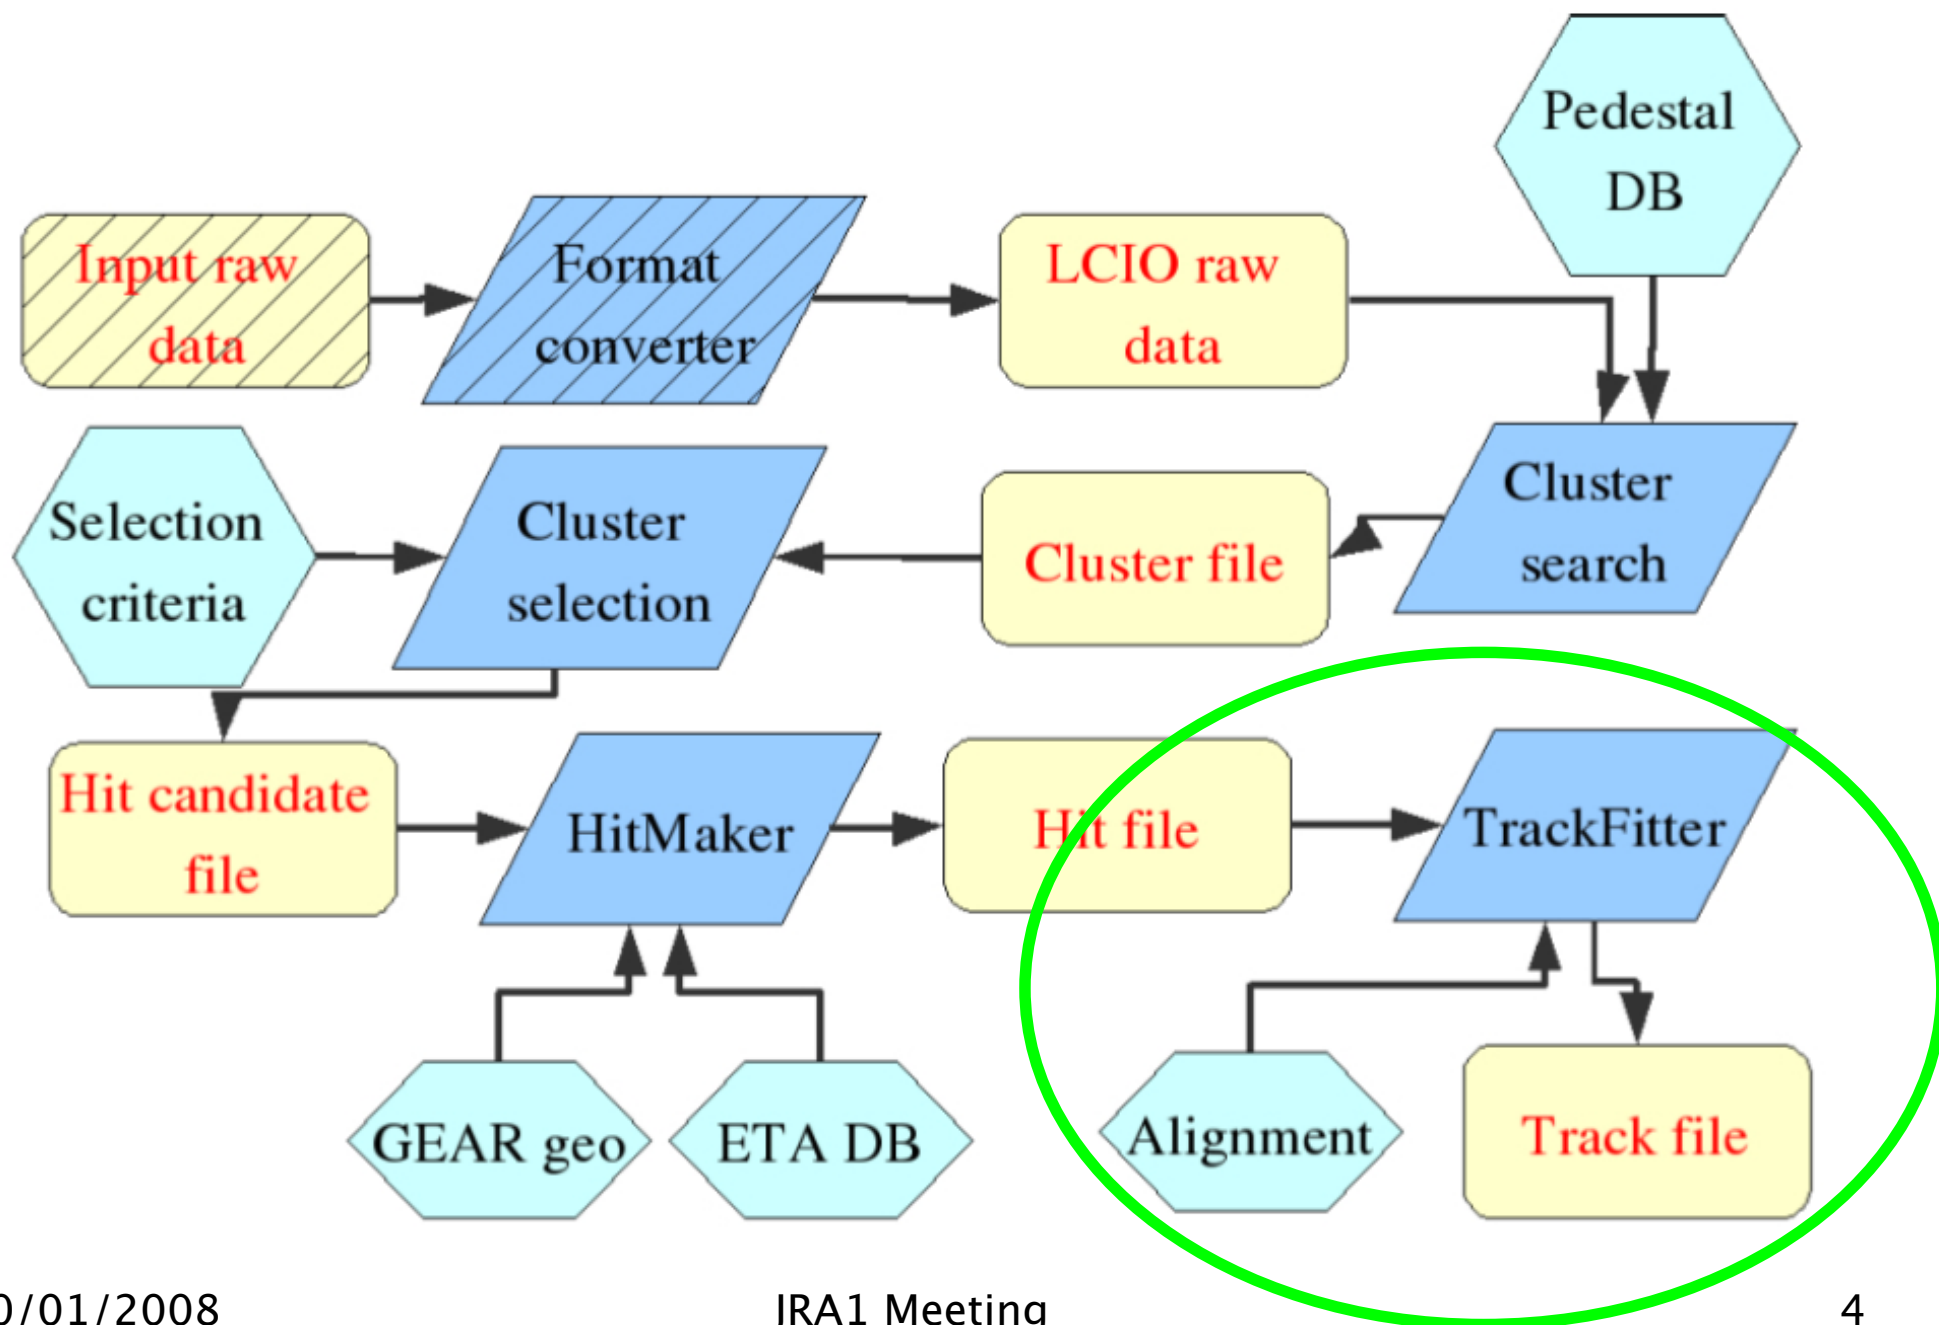 Pedestal
DB
Input raw
data
Format
converter
LCIO raw
data
Selection
criteria
Cluster
selection
Cluster file
Cluster
search
Hit candidate
file
HitMaker
Hit file
TrackFitter
GEAR geo
ETA DB
Alignment
Track file
0/01/2008
JRA1 Meeting
4